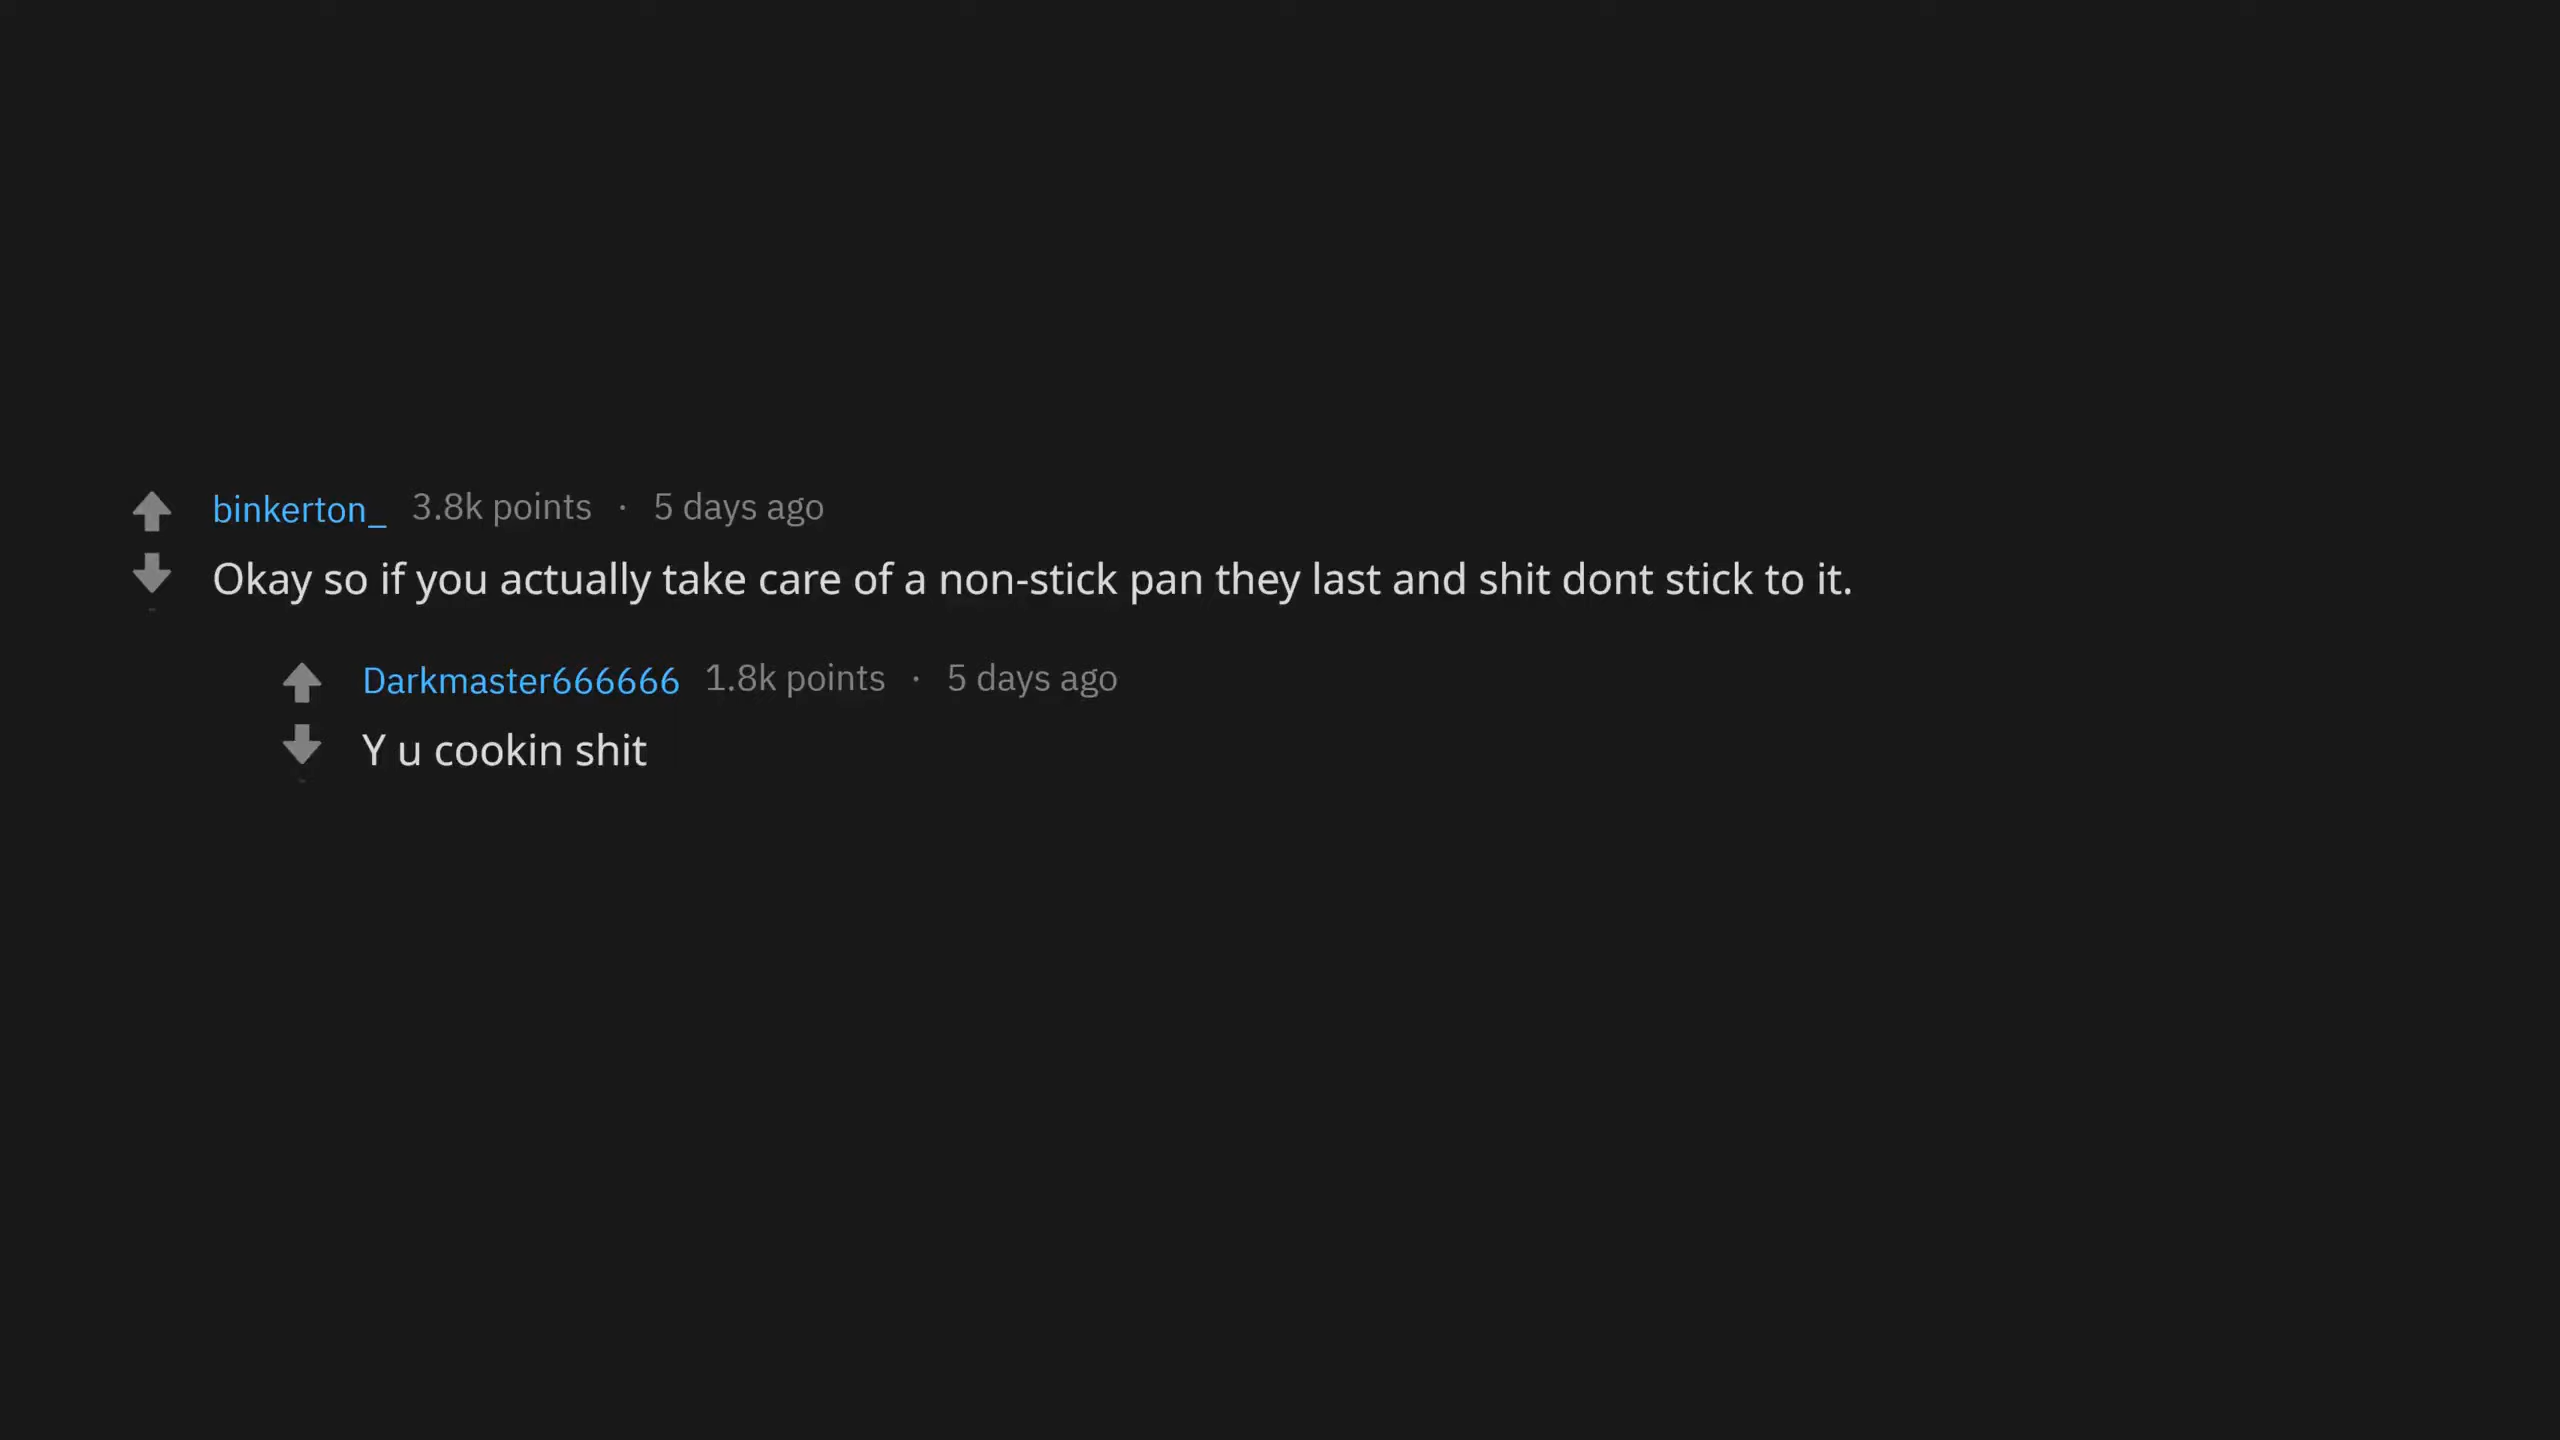 binkerton_ 3.8k points · 5 days ago
Okay so if you actually take care of a non-stick pan they last and shit dont stick to it.
Darkmaster666666 1.8k points · 5 days ago
Y u cookin shit